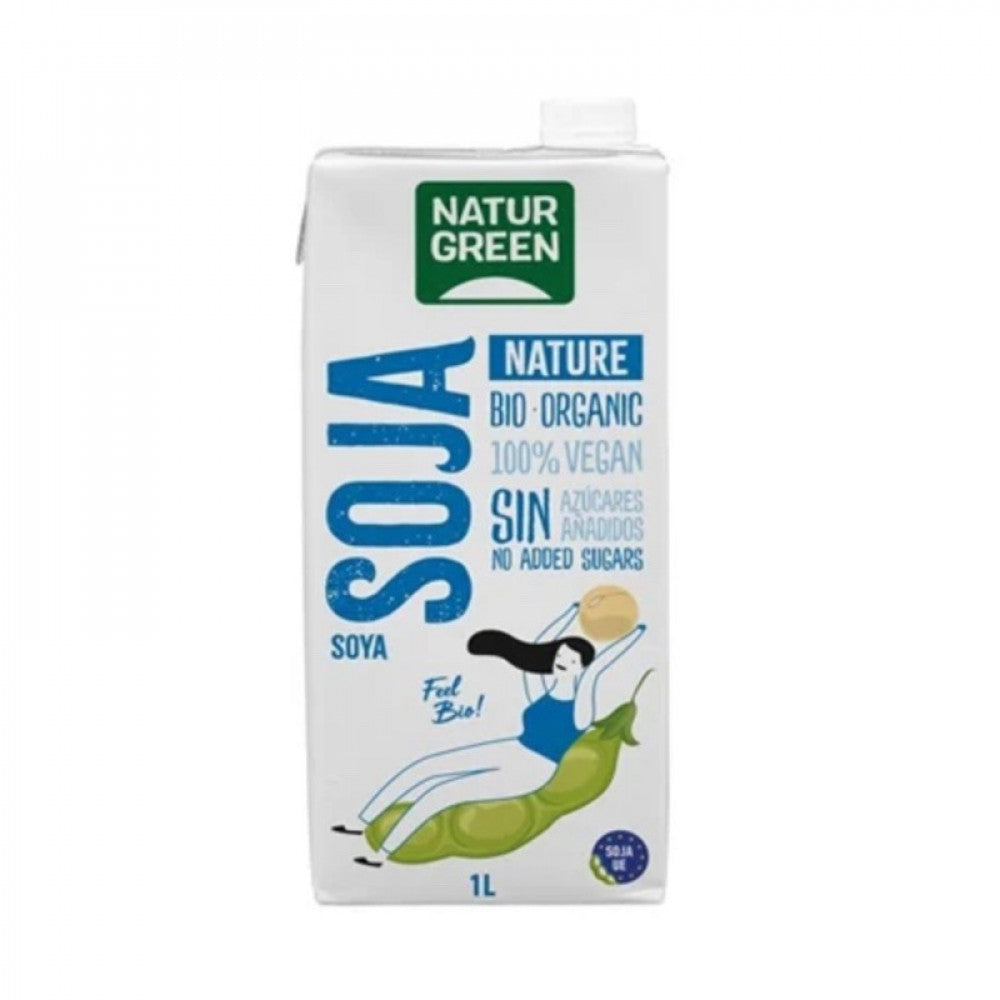 NATUR
GREEN
SOJA
SOYA
NATURE
BIO · ORGANIC
100% VEGAN
SIN AZÚCARES AÑADIDOS
NO ADDED SUGARS
Feel
Bio!
SOJA
UE
1L